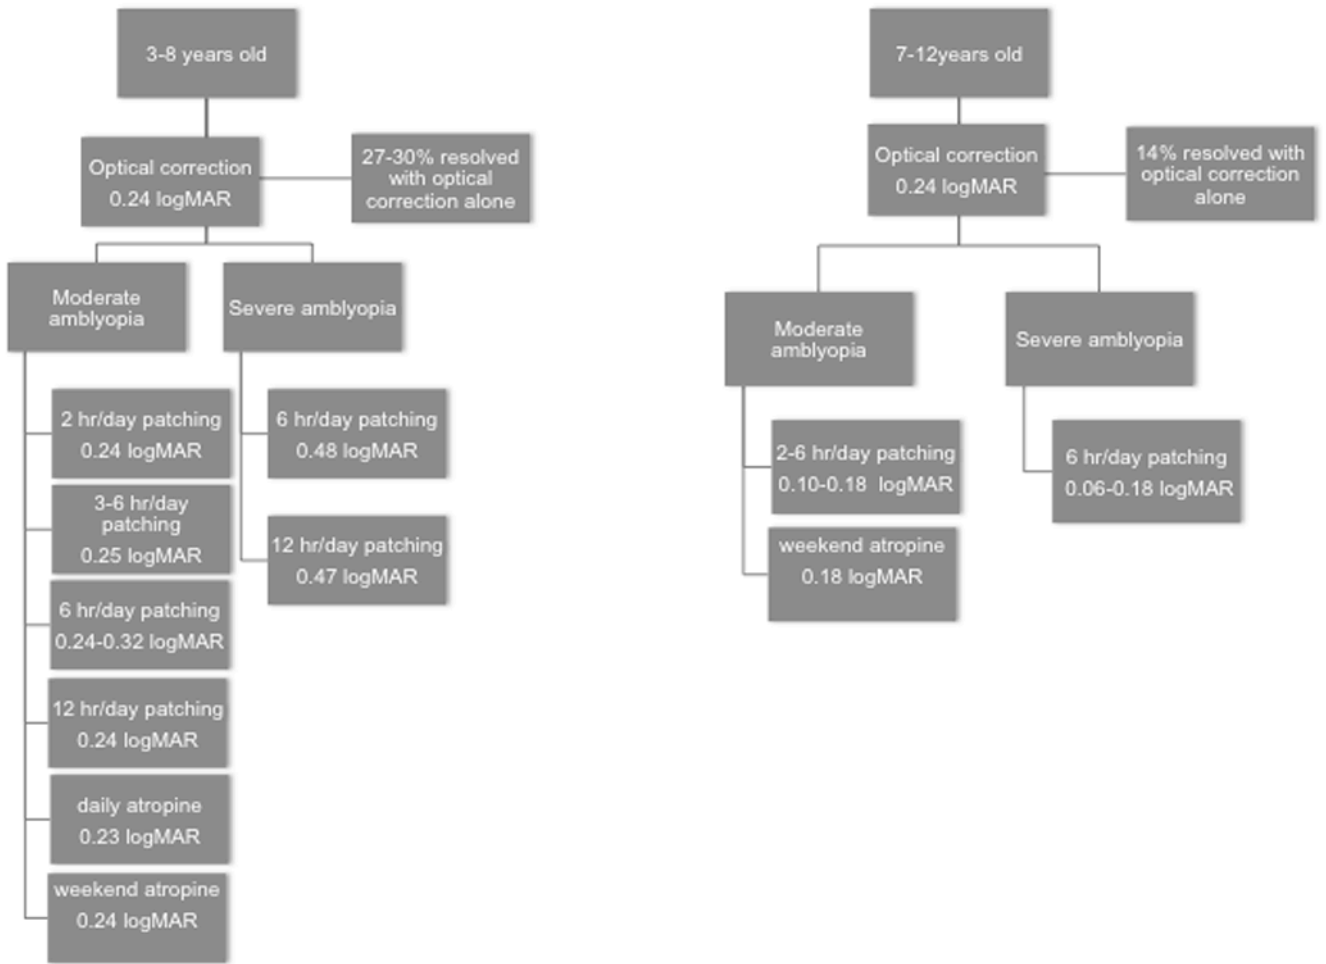 3-8 years old
Optical correction
0.24 logMAR
27-30% resolved
with optical
correction alone
Moderate
amblyopia
Severe amblyopia
2 hr/day patching
0.24 logMAR
3-6 hr/day
patching
0.25 logMAR
6 hr/day patching
0.24-0.32 logMAR
12 hr/day patching
0.24 logMAR
daily atropine
0.23 logMAR
weekend atropine
0.24 logMAR
6 hr/day patching
0.48 logMAR
12 hr/day patching
0.47 logMAR
7-12years old
Optical correction
0.24 logMAR
14% resolved with
optical correction
alone
Moderate
amblyopia
Severe amblyopia
2-6 hr/day patching
0.10-0.18 logMAR
weekend atropine
0.18 logMAR
6 hr/day patching
0.06-0.18 logMAR